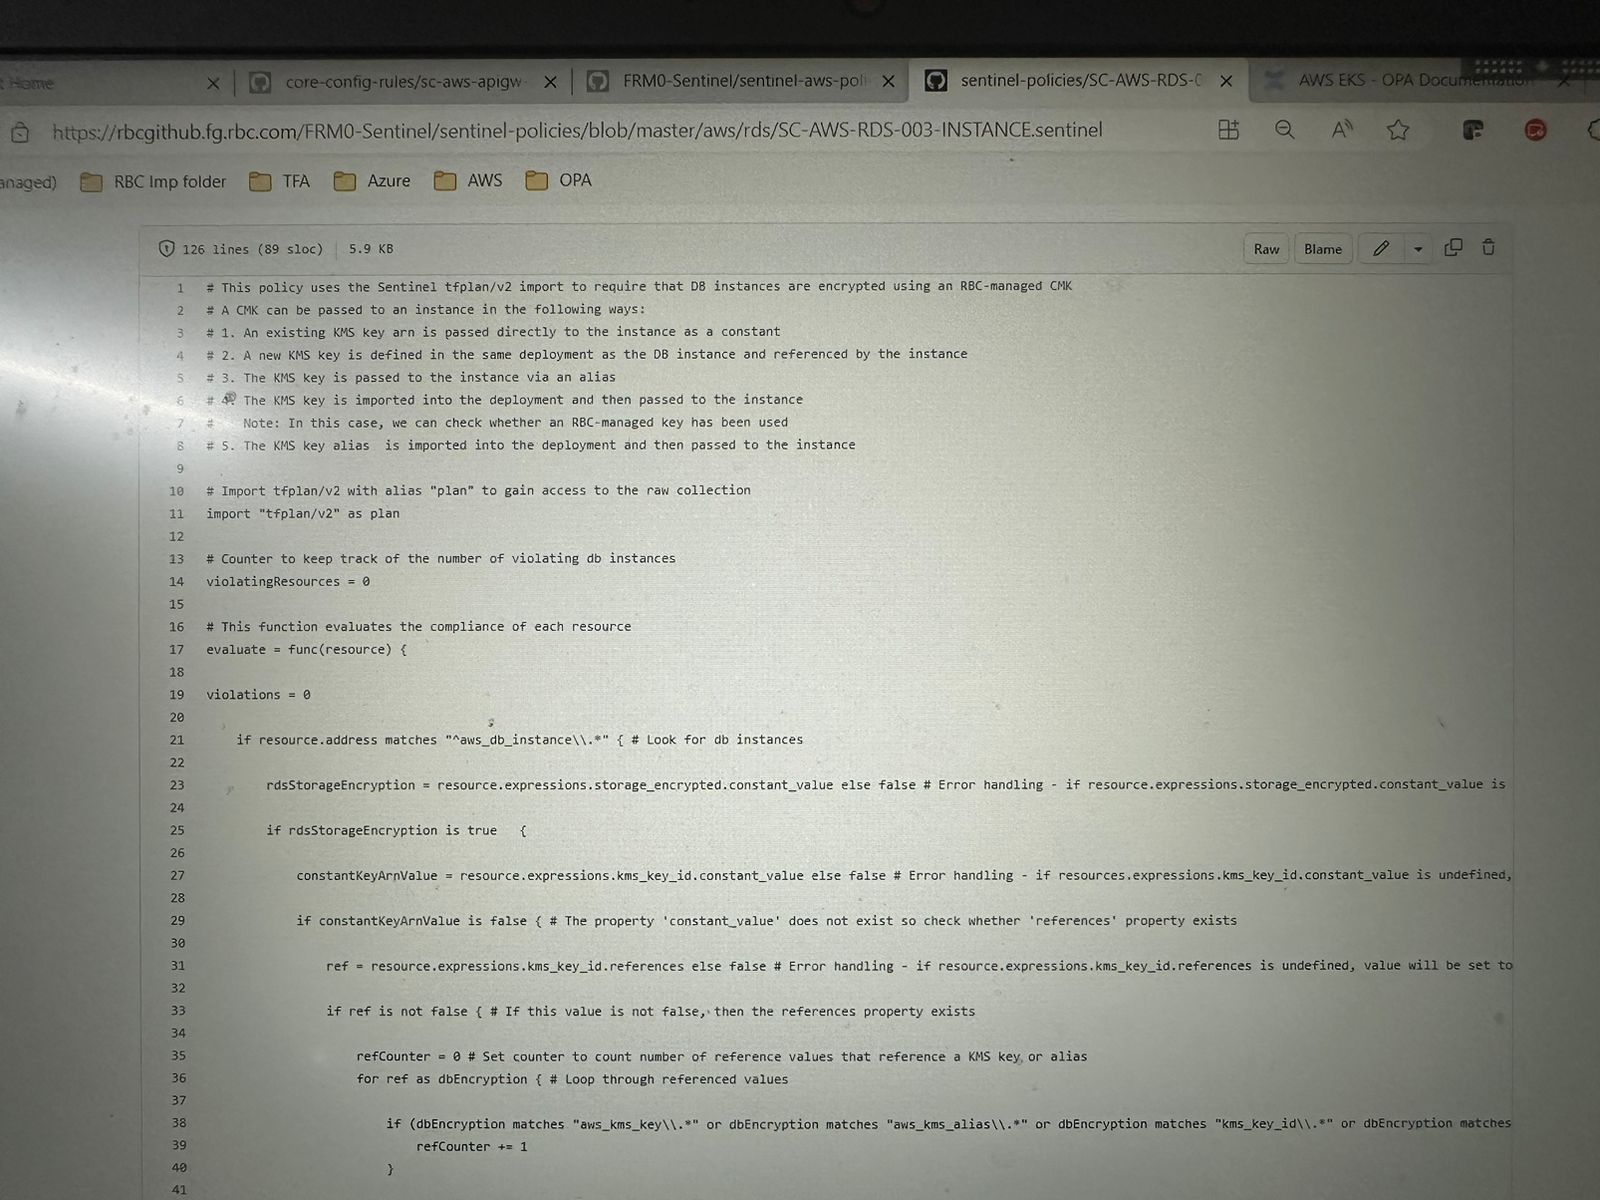 Home
core-config-rules/sc-aws-apigw-
FRM0-Sentinel/sentinel-aws-poli
sentinel-policies/SC-AWS-RDS-0
AWS EKS - OPA Documentation
https://rbcgithub.fg.rbc.com/FRM0-Sentinel/sentinel-policies/blob/master/aws/rds/SC-AWS-RDS-003-INSTANCE.sentinel
anaged)
RBC Imp folder
TFA
Azure
AWS
OPA
126 lines (89 sloc)
5.9 KB
Raw
Blame
1 # This policy uses the Sentinel tfplan/v2 import to require that DB instances are encrypted using an RBC-managed CMK
2 # A CMK can be passed to an instance in the following ways:
3 # 1. An existing KMS key arn is passed directly to the instance as a constant
4 # 2. A new KMS key is defined in the same deployment as the DB instance and referenced by the instance
5 # 3. The KMS key is passed to the instance via an alias
6 # 4. The KMS key is imported into the deployment and then passed to the instance
7 #    Note: In this case, we can check whether an RBC-managed key has been used
8 # 5. The KMS key alias  is imported into the deployment and then passed to the instance
9
10 # Import tfplan/v2 with alias "plan" to gain access to the raw collection
11 import "tfplan/v2" as plan
12
13 # Counter to keep track of the number of violating db instances
14 violatingResources = 0
15
16 # This function evaluates the compliance of each resource
17 evaluate = func(resource) {
18
19 violations = 0
20
21     if resource.address matches "^aws_db_instance\\.*" { # Look for db instances
22
23         rdsStorageEncryption = resource.expressions.storage_encrypted.constant_value else false # Error handling - if resource.expressions.storage_encrypted.constant_value is
24
25         if rdsStorageEncryption is true   {
26
27             constantKeyArnValue = resource.expressions.kms_key_id.constant_value else false # Error handling - if resources.expressions.kms_key_id.constant_value is undefined,
28
29             if constantKeyArnValue is false { # The property 'constant_value' does not exist so check whether 'references' property exists
30
31                 ref = resource.expressions.kms_key_id.references else false # Error handling - if resource.expressions.kms_key_id.references is undefined, value will be set to
32
33                 if ref is not false { # If this value is not false, then the references property exists
34
35                     refCounter = 0 # Set counter to count number of reference values that reference a KMS key or alias
36                     for ref as dbEncryption { # Loop through referenced values
37
38                         if (dbEncryption matches "aws_kms_key\\.*" or dbEncryption matches "aws_kms_alias\\.*" or dbEncryption matches "kms_key_id\\.*" or dbEncryption matches
39                             refCounter += 1
40                         }
41